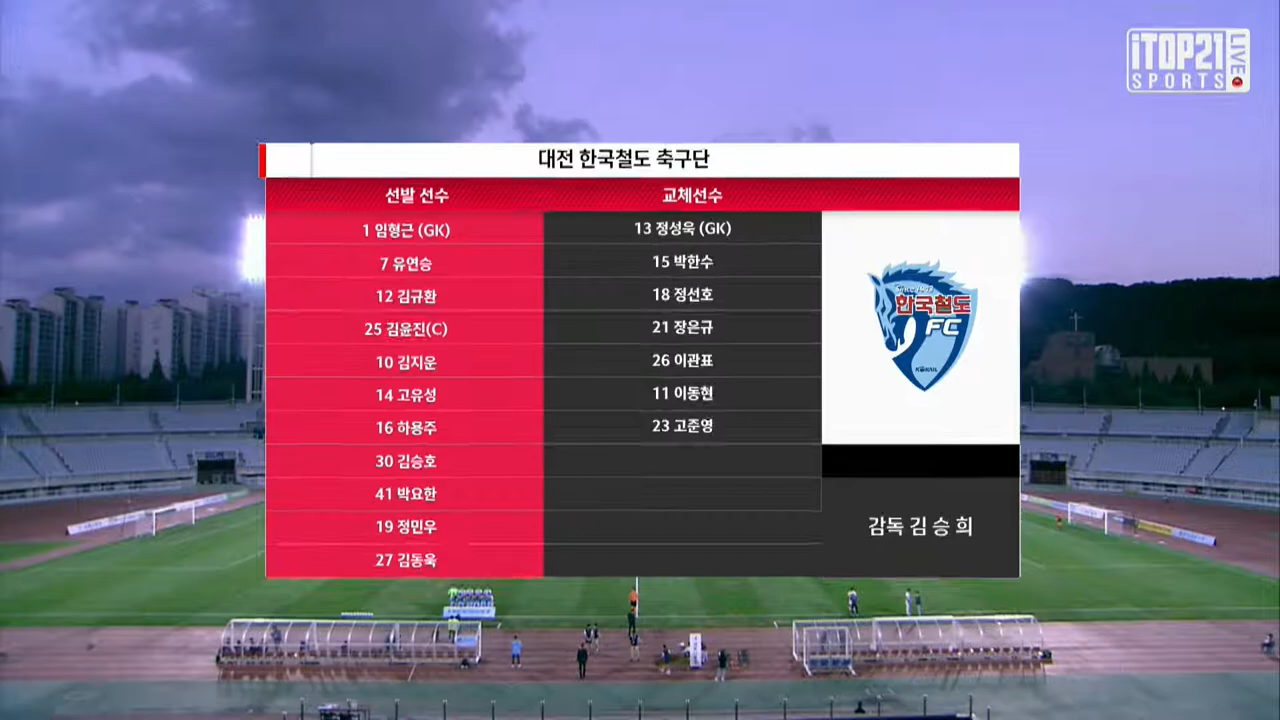 iTOP21
SPORTS
LIVE
대전 한국철도 축구단
선발 선수
교체선수
1 임형근 (GK)
7 유연승
12 김규환
25 김윤진(C)
10 김지운
14 고유성
16 하용주
30 김승호
41 박요한
19 정민우
27 김동욱
13 정성욱 (GK)
15 박한수
18 정선호
21 장은규
26 이관표
11 이동현
23 고준영
한국철도
FC
KORAIL
감독 김 승 희